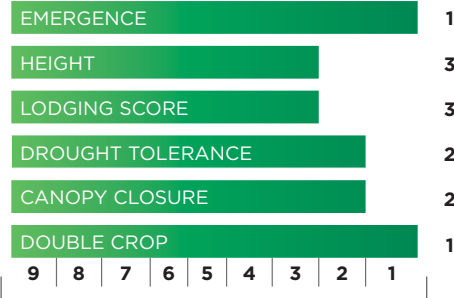 EMERGENCE 1
HEIGHT 3
LODGING SCORE 3
DROUGHT TOLERANCE 2
CANOPY CLOSURE 2
DOUBLE CROP 1
9 8 7 6 5 4 3 2 1